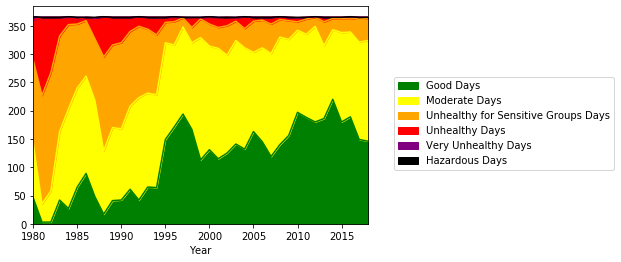 350
300
250
200
150
100
50
0
1980 1985 1990 1995 2000 2005 2010 2015
Year
Good Days
Moderate Days
Unhealthy for Sensitive Groups Days
Unhealthy Days
Very Unhealthy Days
Hazardous Days